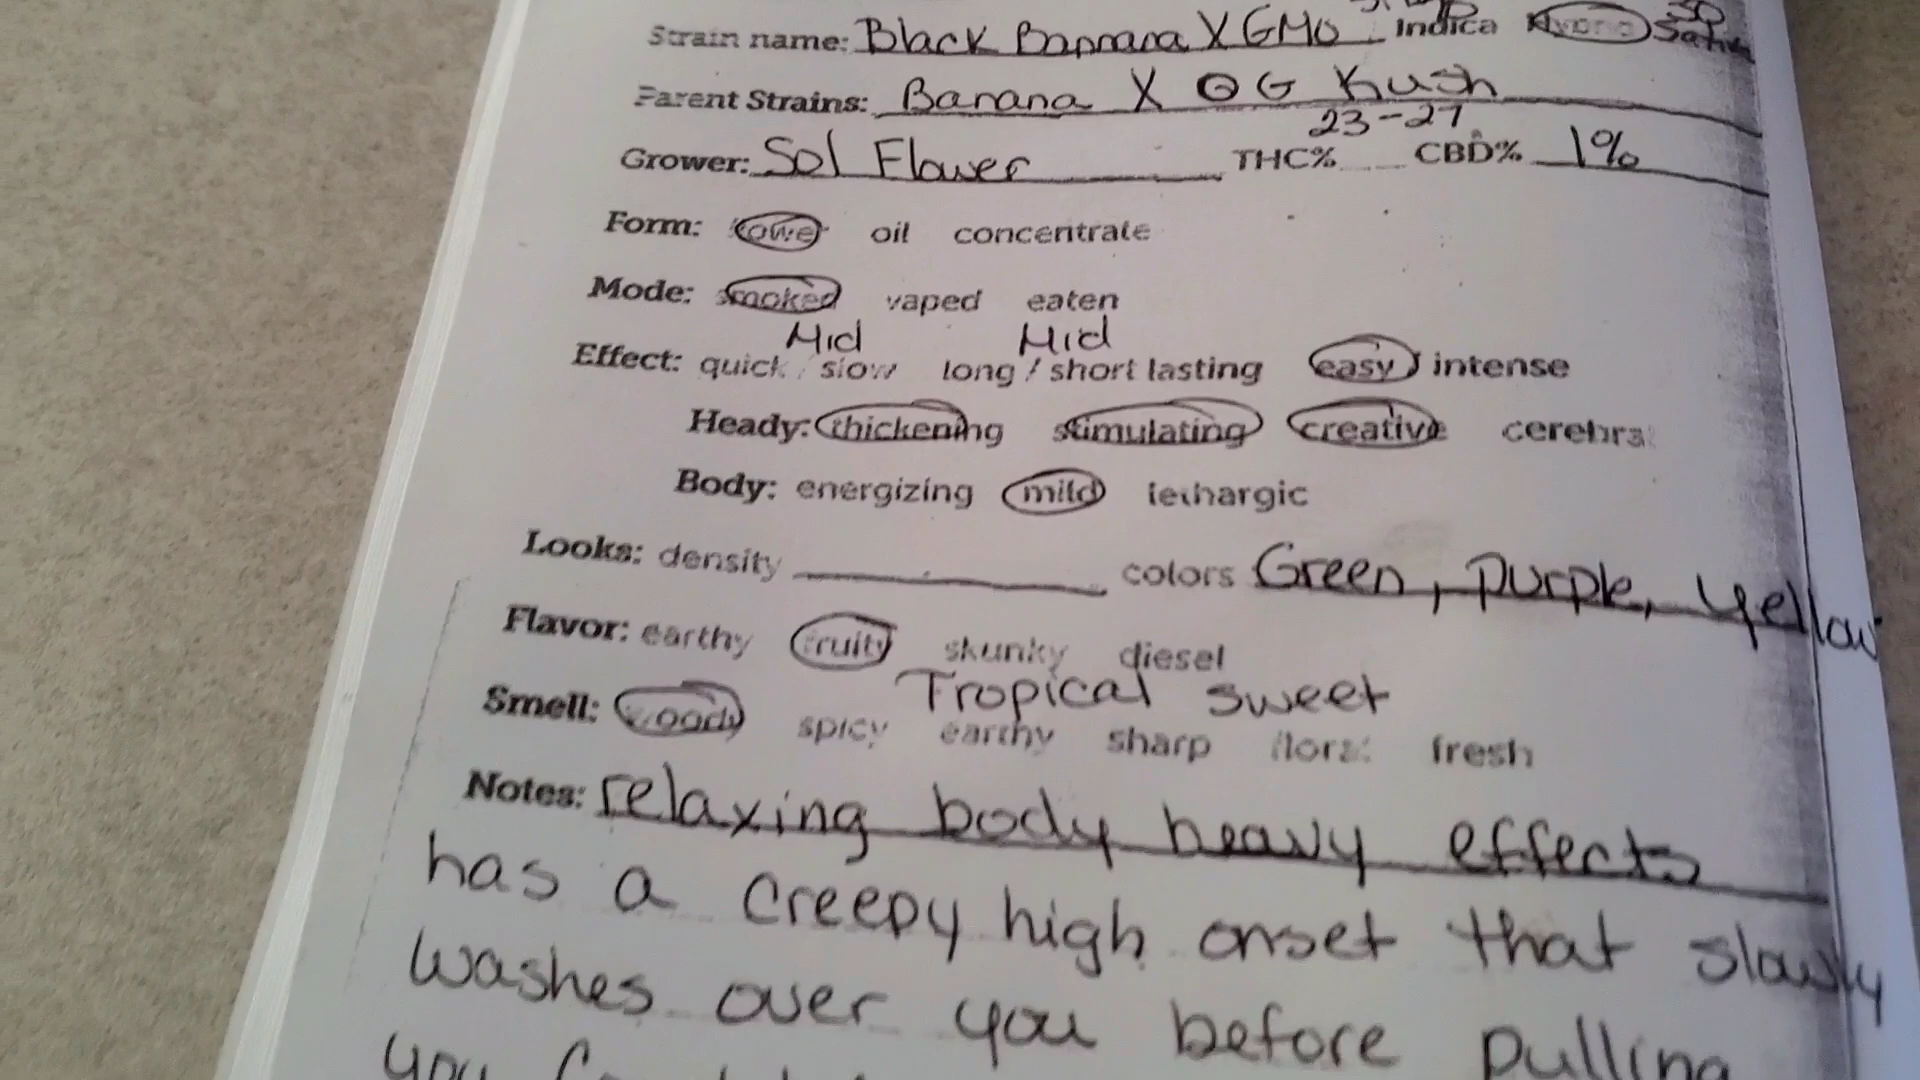 Strain name: Black Bannana X GMO Indica Hybrid Sativa
Parent Strains: Banana X OG Kush
23-27
Grower: Sol Flower THC% CBD% 1%
Form: flower oil concentrate
Mode: smoked vaped eaten
Mid Mid
Effect: quick / slow long / short lasting easy / intense
Heady: thickening stimulating creative cerebral
Body: energizing mild lethargic
Looks: density colors Green, Purple, Yellow
Flavor: earthy fruity skunky diesel
Tropical sweet
Smell: woody spicy earthy sharp floral fresh
Notes: relaxing body heavy effects
has a creepy high onset that slowly
washes over you before pulling
you